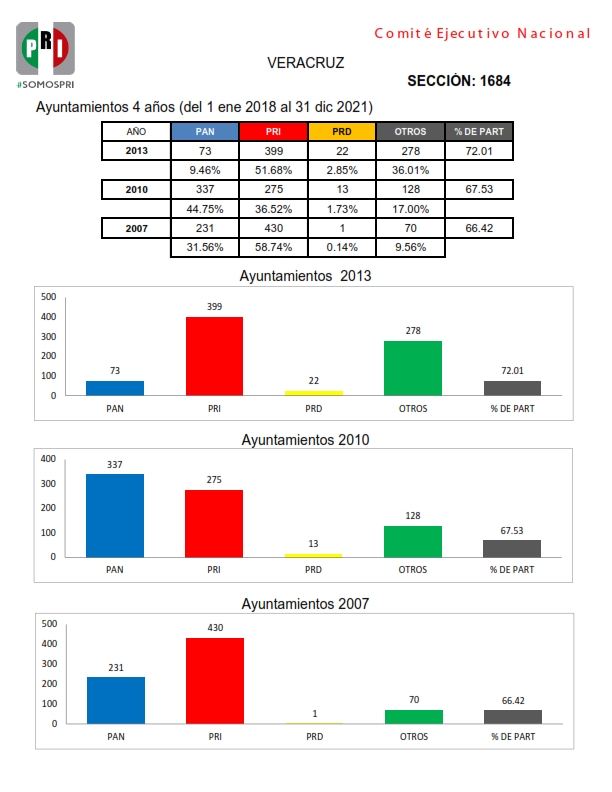 Comité Ejecutivo Nacional
PRI
#SOMOSPRI
VERACRUZ
SECCIÓN: 1684
Ayuntamientos 4 años (del 1 ene 2018 al 31 dic 2021)
AÑO PAN PRI PRD OTROS % DE PART
2013 73 399 22 278 72.01
9.46% 51.68% 2.85% 36.01%
2010 337 275 13 128 67.53
44.75% 36.52% 1.73% 17.00%
2007 231 430 1 70 66.42
31.56% 58.74% 0.14% 9.56%
Ayuntamientos 2013
500
400
300
200
100
0
73 399 22 278 72.01
PAN PRI PRD OTROS % DE PART
Ayuntamientos 2010
400
300
200
100
0
337 275 13 128 67.53
PAN PRI PRD OTROS % DE PART
Ayuntamientos 2007
500
400
300
200
100
0
231 430 1 70 66.42
PAN PRI PRD OTROS % DE PART